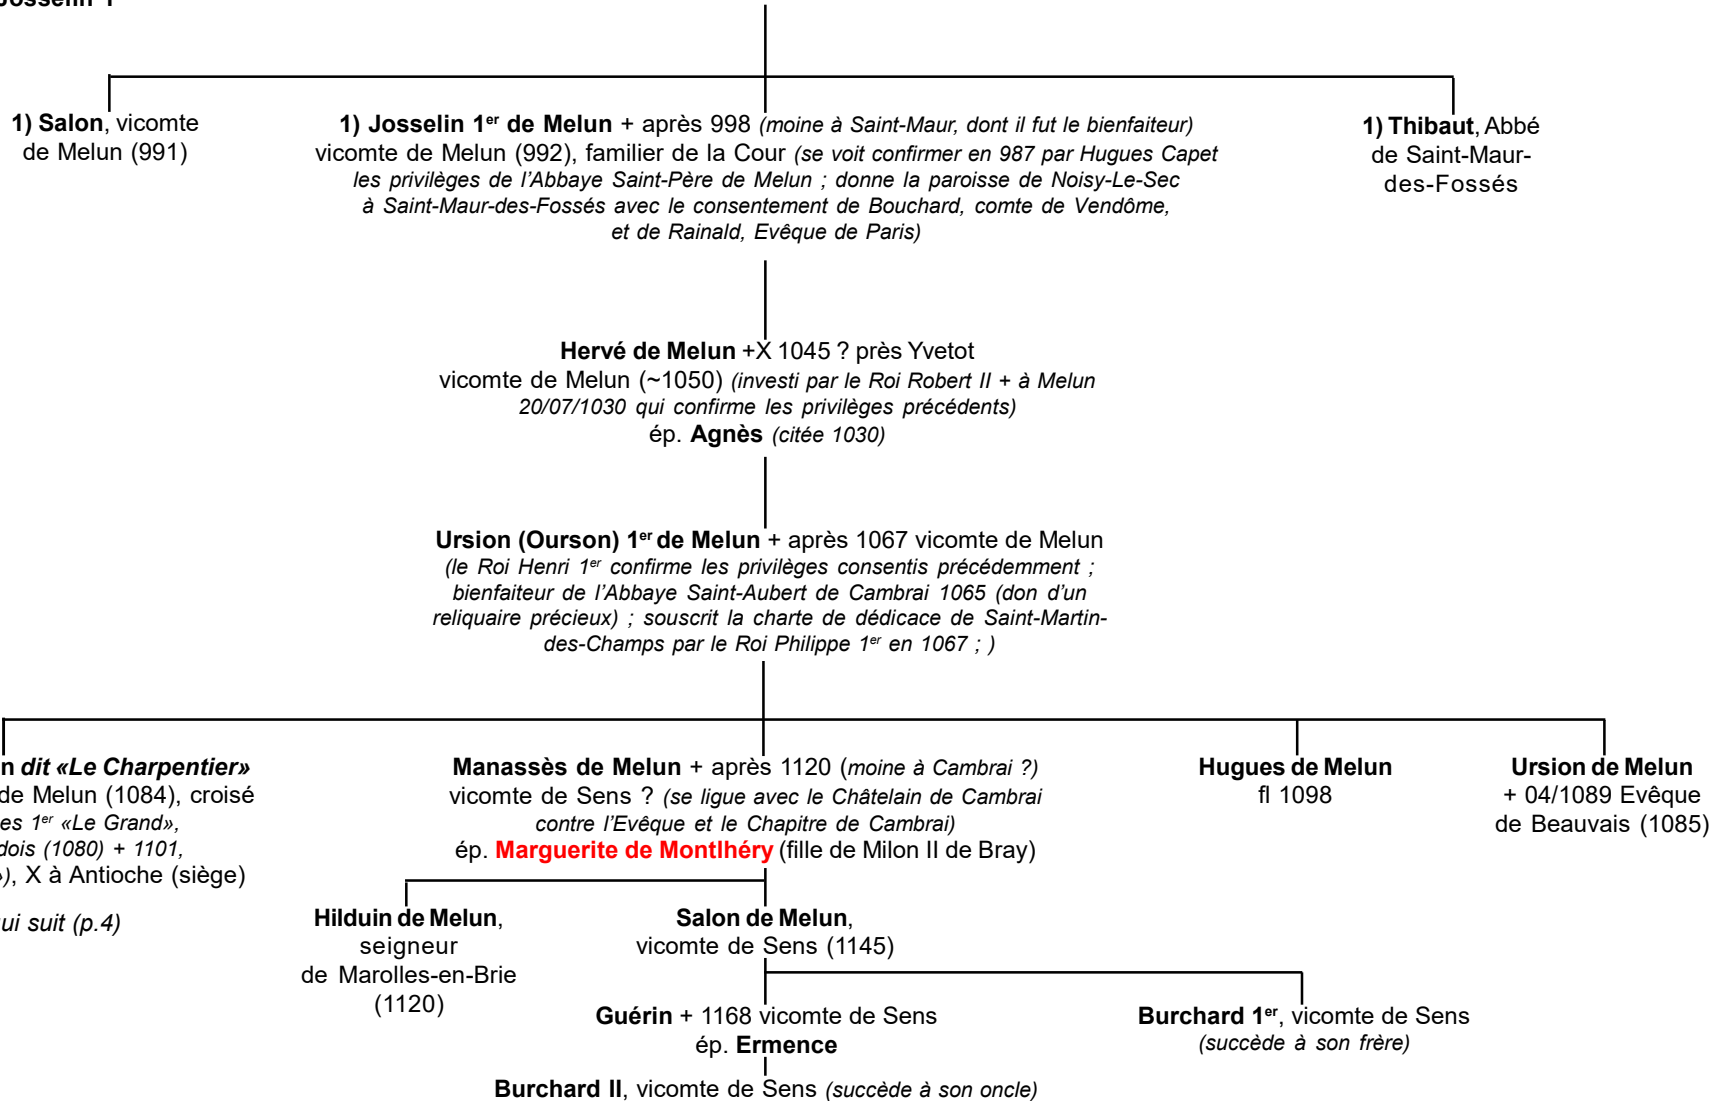 Josselin 1
1) Salon, vicomte
de Melun (991)
1) Josselin 1er de Melun + après 998 (moine à Saint-Maur, dont il fut le bienfaiteur)
vicomte de Melun (992), familier de la Cour (se voit confirmer en 987 par Hugues Capet
les privilèges de l’Abbaye Saint-Père de Melun ; donne la paroisse de Noisy-Le-Sec
à Saint-Maur-des-Fossés avec le consentement de Bouchard, comte de Vendôme,
et de Rainald, Evêque de Paris)
1) Thibaut, Abbé
de Saint-Maur-
des-Fossés
Hervé de Melun +X 1045 ? près Yvetot
vicomte de Melun (~1050) (investi par le Roi Robert II + à Melun
20/07/1030 qui confirme les privilèges précédents)
ép. Agnès (citée 1030)
Ursion (Ourson) 1er de Melun + après 1067 vicomte de Melun
(le Roi Henri 1er confirme les privilèges consentis précédemment ;
bienfaiteur de l’Abbaye Saint-Aubert de Cambrai 1065 (don d’un
reliquaire précieux) ; souscrit la charte de dédicace de Saint-Martin-
des-Champs par le Roi Philippe 1er en 1067 ; )
n dit «Le Charpentier»
de Melun (1084), croisé
es 1er «Le Grand»,
dois (1080) + 1101,
»), X à Antioche (siège)
ui suit (p.4)
Manassès de Melun + après 1120 (moine à Cambrai ?)
vicomte de Sens ? (se ligue avec le Châtelain de Cambrai
contre l’Evêque et le Chapitre de Cambrai)
ép. Marguerite de Montlhéry (fille de Milon II de Bray)
Hugues de Melun
fl 1098
Ursion de Melun
+ 04/1089 Evêque
de Beauvais (1085)
Hilduin de Melun,
seigneur
de Marolles-en-Brie
(1120)
Salon de Melun,
vicomte de Sens (1145)
Guérin + 1168 vicomte de Sens
ép. Ermence
Burchard 1er, vicomte de Sens
(succède à son frère)
Burchard II, vicomte de Sens (succède à son oncle)